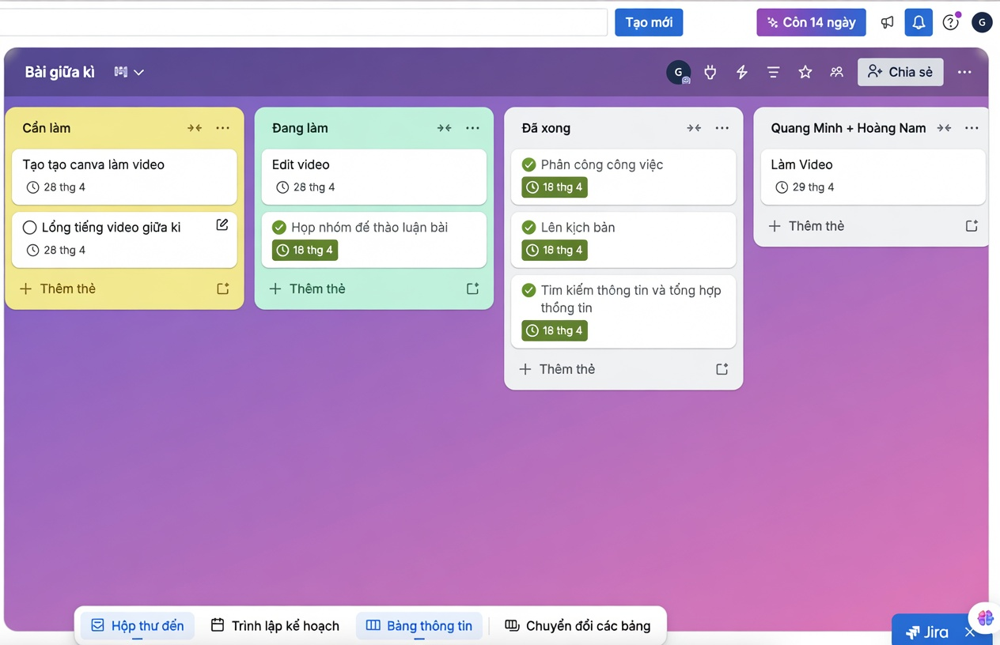 Tạo mới
Còn 14 ngày
G
Bài giữa kì
G
Chia sẻ
Cần làm
Tạo tạo canva làm video
28 thg 4
Lồng tiếng video giữa kì
28 thg 4
Thêm thẻ
Đang làm
Edit video
28 thg 4
Họp nhóm để thảo luận bài
18 thg 4
Thêm thẻ
Đã xong
Phân công công việc
18 thg 4
Lên kịch bản
18 thg 4
Tìm kiếm thông tin và tổng hợp
thồng tin
18 thg 4
Thêm thẻ
Quang Minh + Hoàng Nam
Làm Video
29 thg 4
Thêm thẻ
Hộp thư đến
Trình lập kế hoạch
Bảng thông tin
Chuyển đổi các bảng
Jira